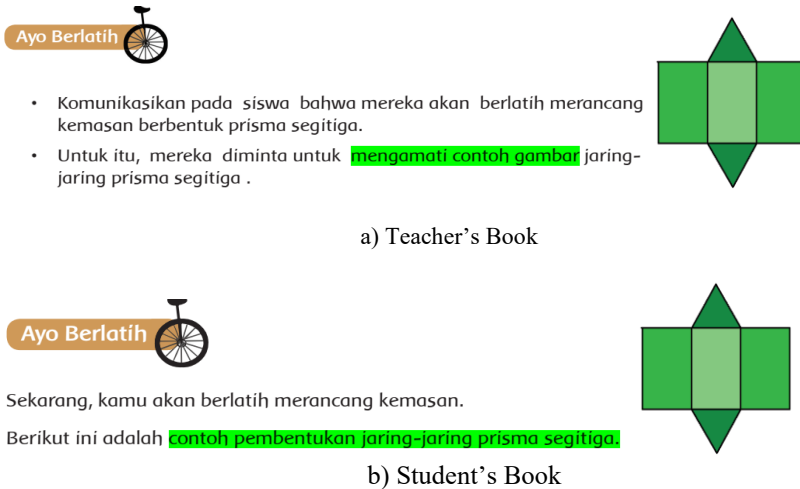 Ayo Berlatih
• Komunikasikan pada siswa bahwa mereka akan berlatih merancang
kemasan berbentuk prisma segitiga.
• Untuk itu, mereka diminta untuk mengamati contoh gambar jaring-
jaring prisma segitiga .
a) Teacher's Book
Ayo Berlatih
Sekarang, kamu akan berlatih merancang kemasan.
Berikut ini adalah contoh pembentukan jaring-jaring prisma segitiga.
b) Student's Book